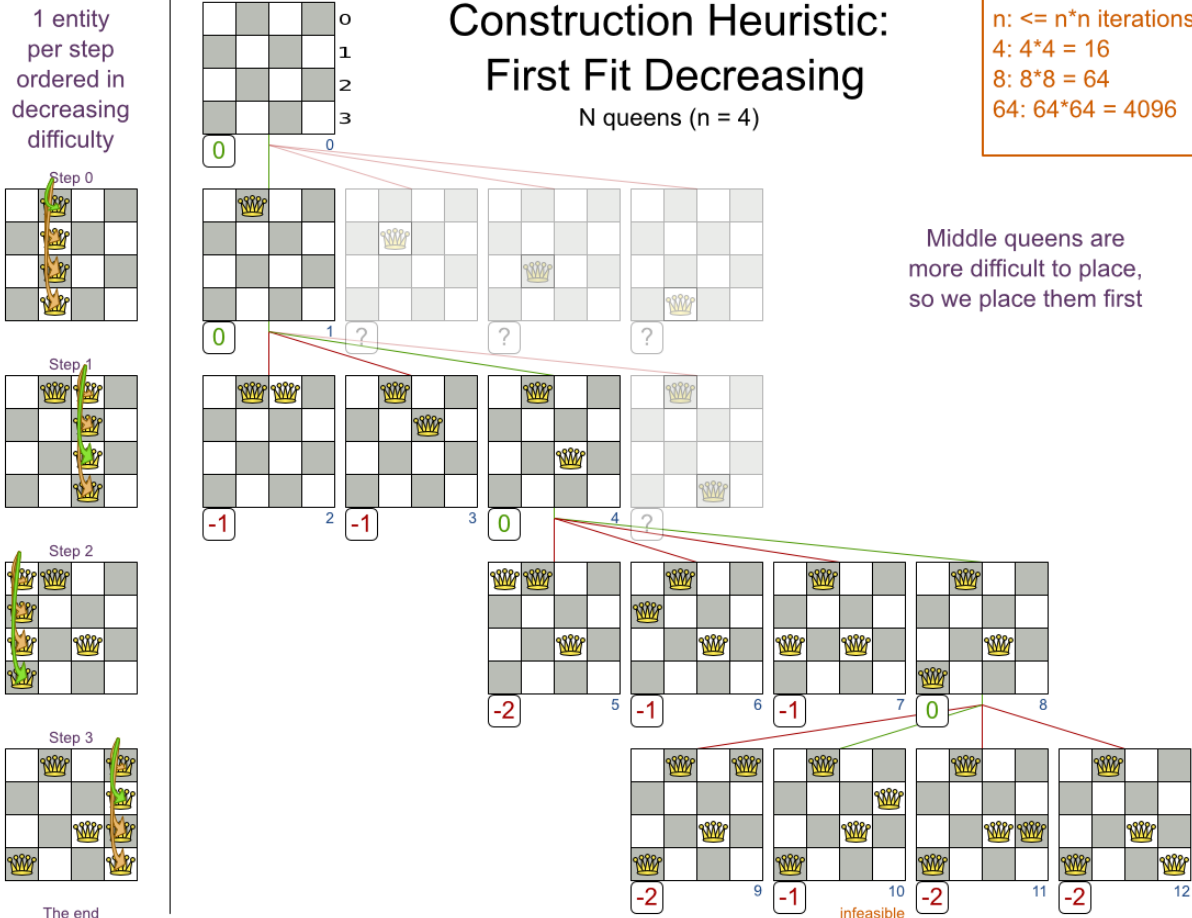 1 entity
per step
ordered in
decreasing
difficulty
Construction Heuristic:
First Fit Decreasing
N queens (n = 4)
n: <= n*n iterations
4: 4*4 = 16
8: 8*8 = 64
64: 64*64 = 4096
0
1
2
3
0
0
Step 0
Middle queens are
more difficult to place,
so we place them first
0
1
?
?
?
Step 1
-1
2
-1
3
0
4
?
Step 2
-2
5
-1
6
-1
7
0
8
Step 3
-2
9
-1
10
-2
11
-2
12
The end
infeasible